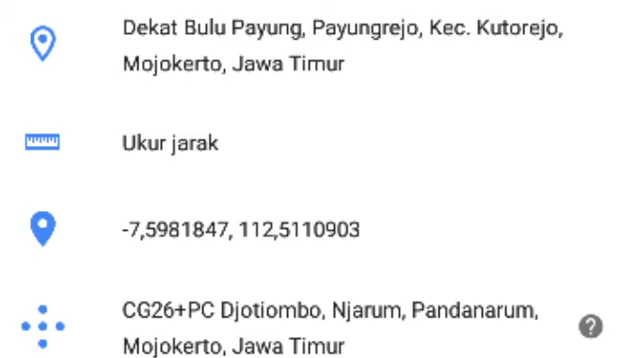 Dekat Bulu Payung, Payungrejo, Kec. Kutorejo,
Mojokerto, Jawa Timur
Ukur jarak
-7,5981847, 112,5110903
CG26+PC Djotiombo, Njarum, Pandanarum,
Mojokerto, Jawa Timur
?